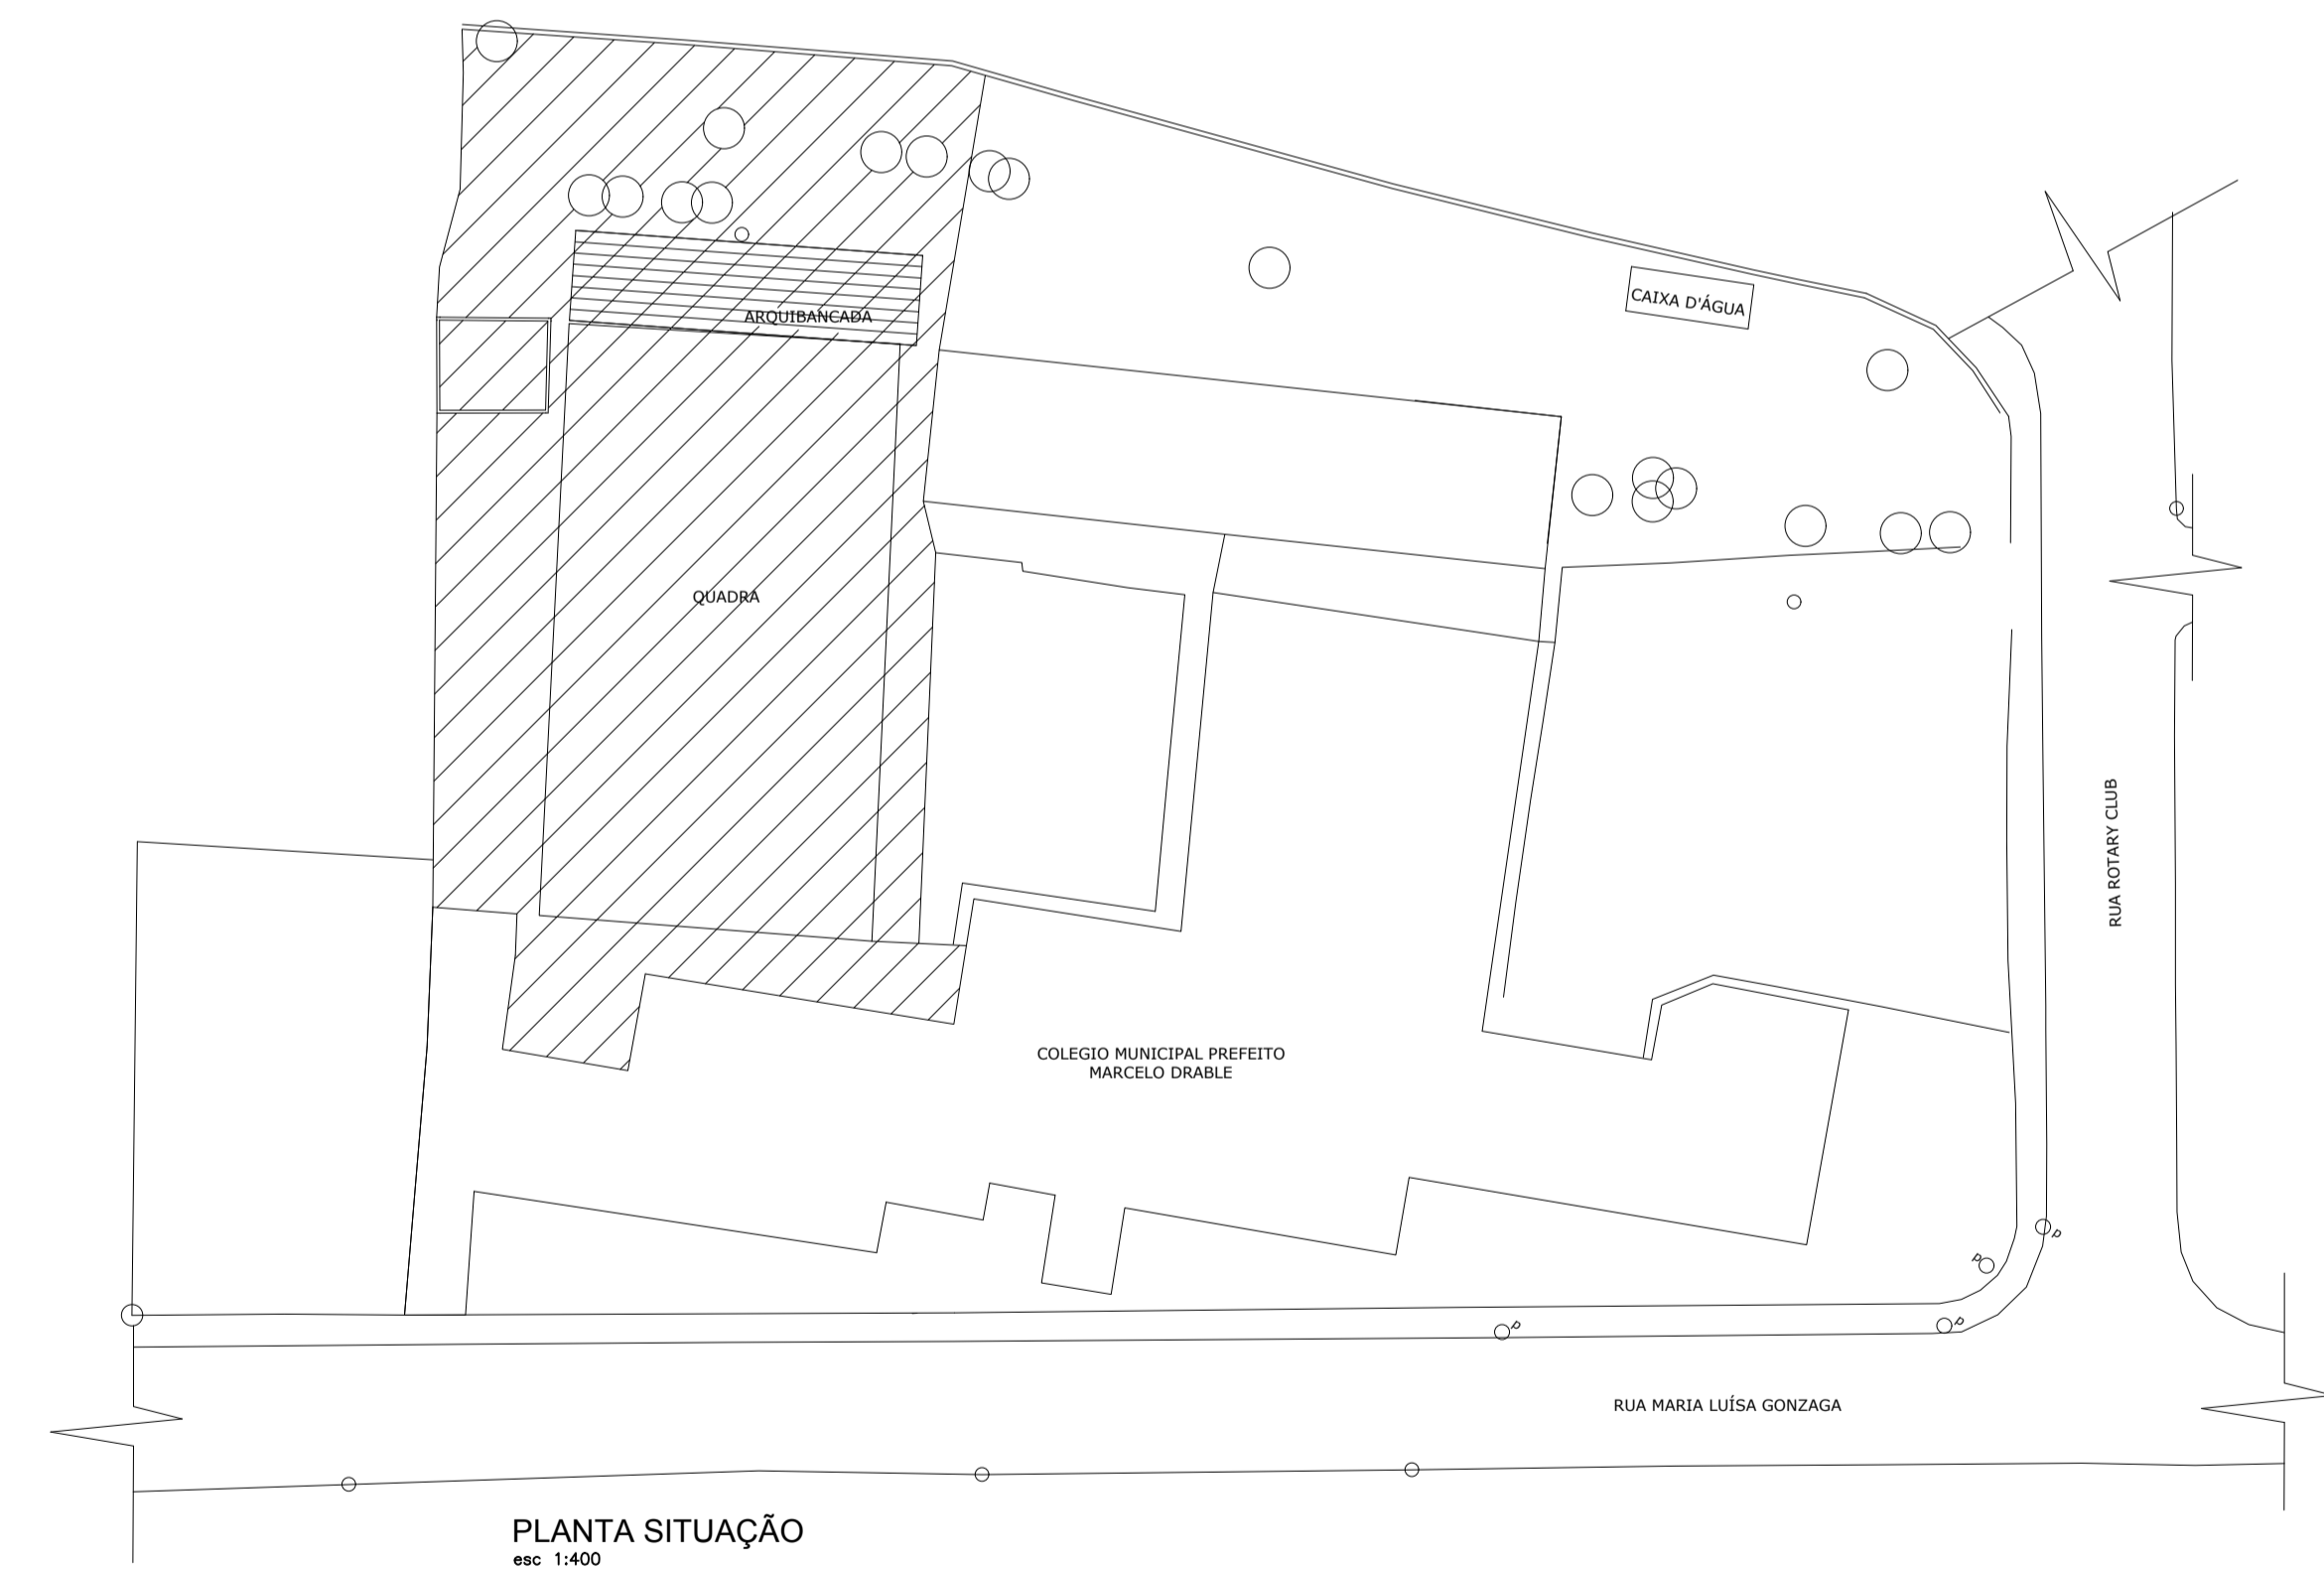 CAIXA D'ÁGUA
ARQUIBANCADA
QUADRA
RUA ROTARY CLUB
COLEGIO MUNICIPAL PREFEITO
MARCELO DRABLE
p
p
p
p
RUA MARIA LUÍSA GONZAGA
PLANTA SITUAÇÃO
esc 1:400